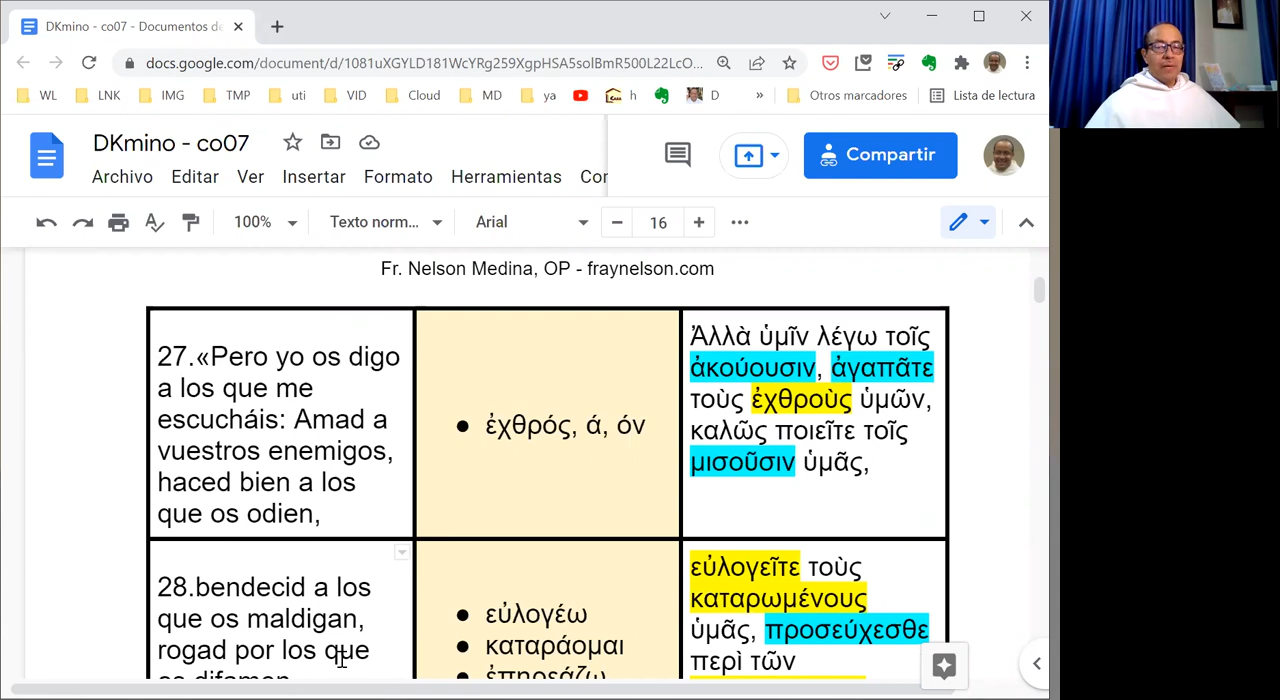 DKmino - co07 - Documentos de
docs.google.com/document/d/1081uXGYLD181WcYRg259XgpHSA5solBmR500L22LcO...
WL LNK IMG TMP uti VID Cloud MD ya h D » Otros marcadores Lista de lectura
DKmino - co07
Compartir
Archivo Editar Ver Insertar Formato Herramientas Cor
100% Texto norm... Arial 16
Fr. Nelson Medina, OP - fraynelson.com
27.«Pero yo os digo
a los que me
escucháis: Amad a
vuestros enemigos,
haced bien a los
que os odien,
ἐχθρός, ά, όν
Ἀλλὰ ὑμῖν λέγω τοῖς
ἀκούουσιν, ἀγαπᾶτε
τοὺς ἐχθροὺς ὑμῶν,
καλῶς ποιεῖτε τοῖς
μισοῦσιν ὑμᾶς,
28.bendecid a los
que os maldigan,
rogad por los que
os difamen
εὐλογέω
καταράομαι
ἐπηρεάζω
εὐλογεῖτε τοὺς
καταρωμένους
ὑμᾶς, προσεύχεσθε
περὶ τῶν